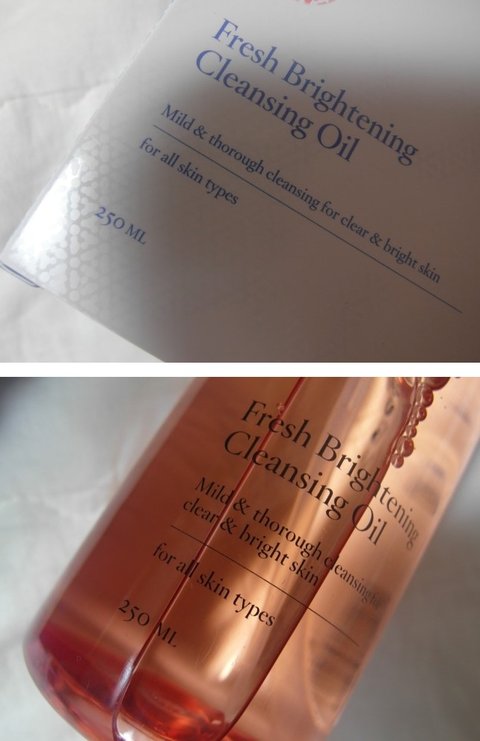 Fresh Brightening
Cleansing Oil
Mild & thorough cleansing for clear & bright skin
for all skin types
250 ML
Fresh Brightening
Cleansing Oil
Mild & thorough cleansing for
clear & bright skin
for all skin types
250 ML